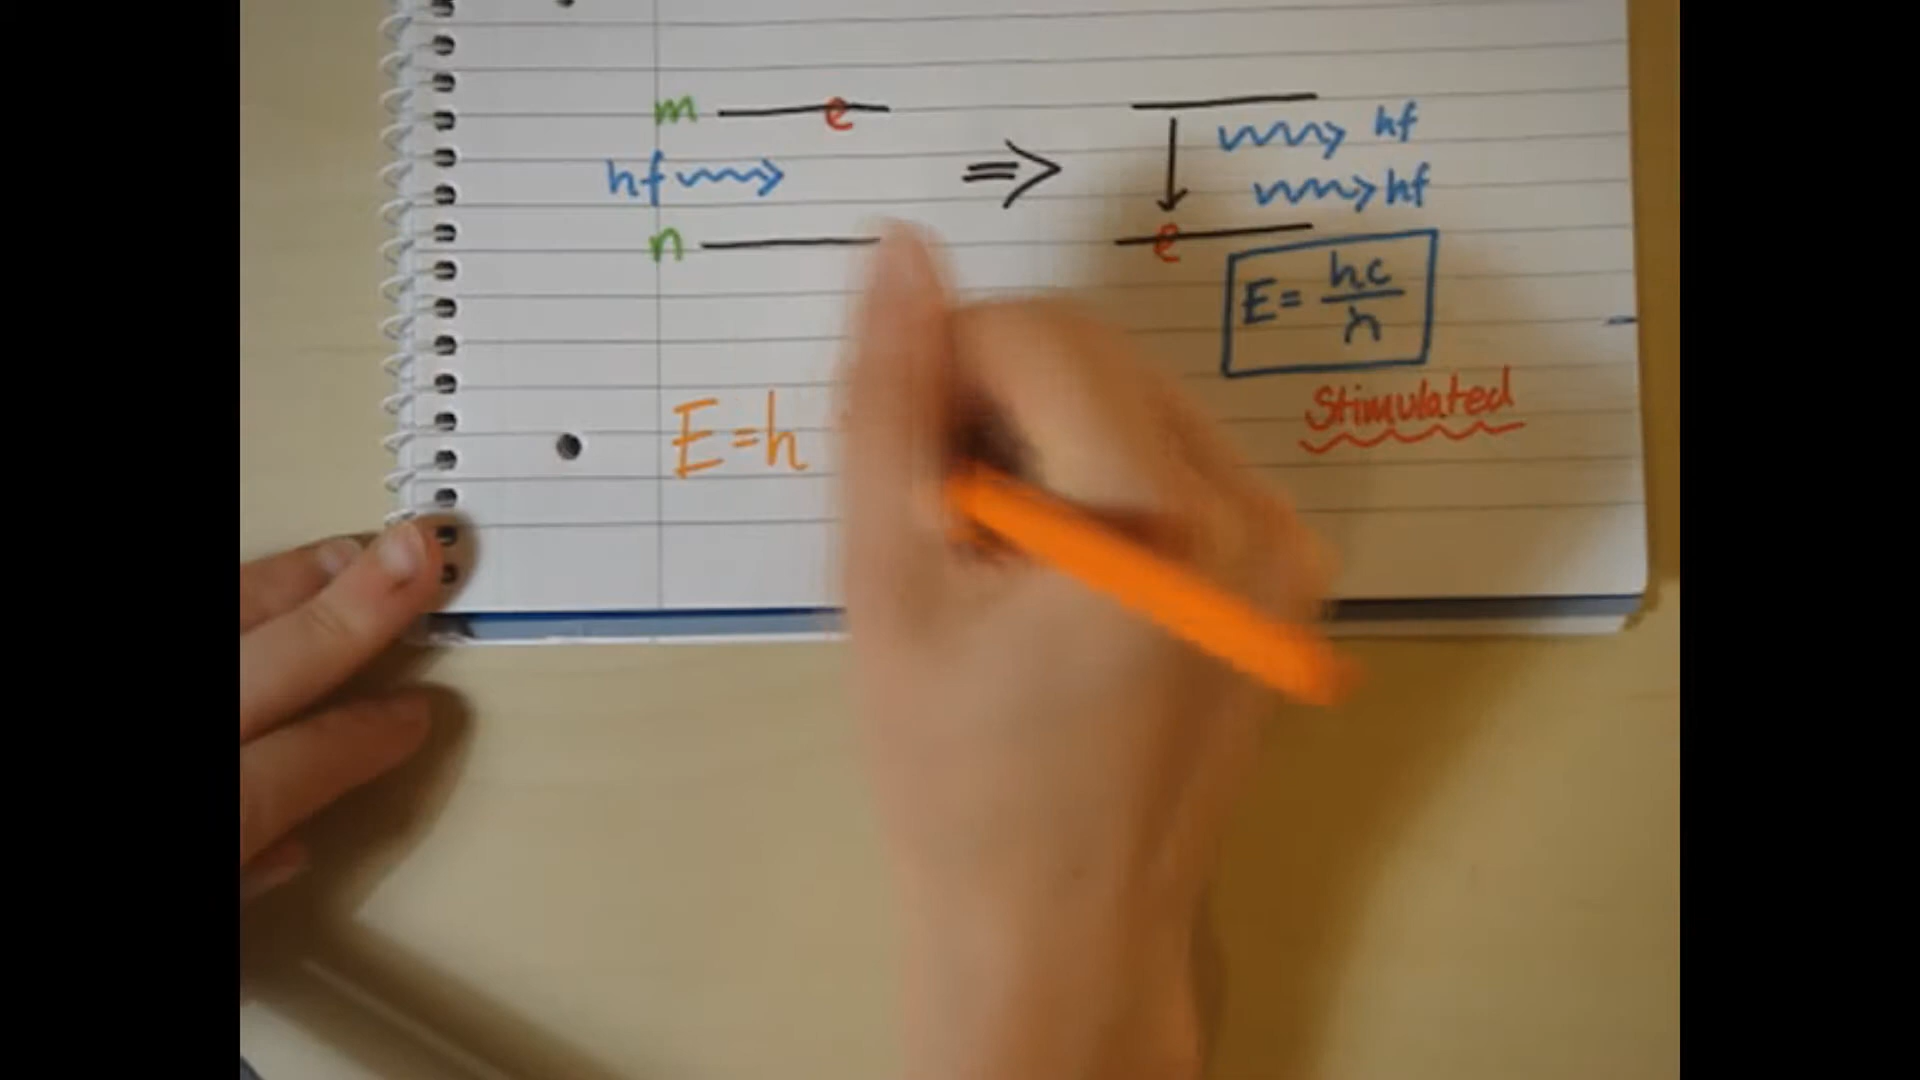 m e
hf
n
hf
hf
e
E = hc/λ
Stimulated
E = h